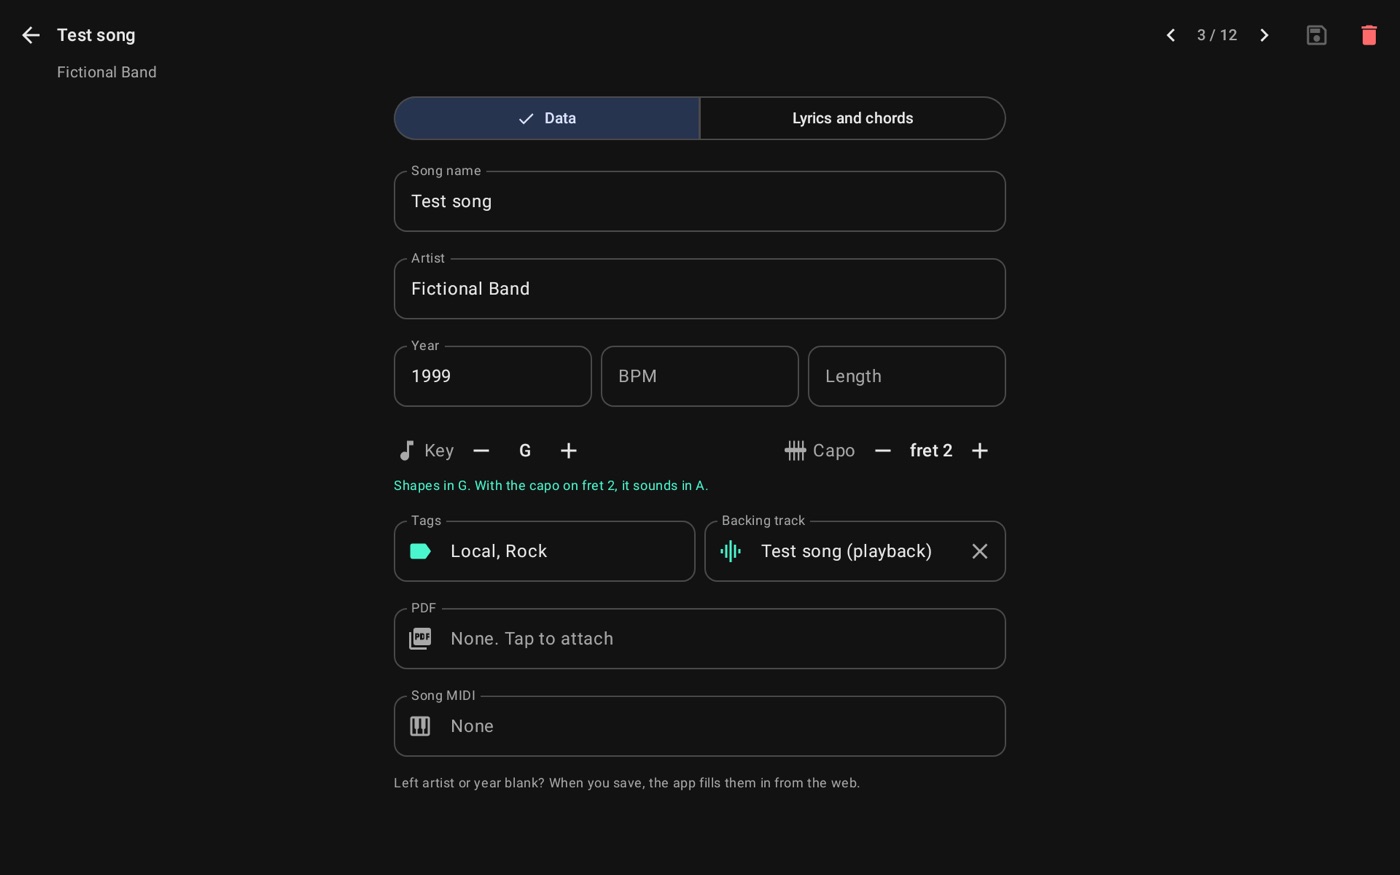 Test song
3 / 12
Fictional Band
Data
Lyrics and chords
Song name
Test song
Artist
Fictional Band
Year
1999
BPM
Length
Key
G
Capo
fret 2
Shapes in G. With the capo on fret 2, it sounds in A.
Tags
Local, Rock
Backing track
Test song (playback)
PDF
PDF
None. Tap to attach
Song MIDI
None
Left artist or year blank? When you save, the app fills them in from the web.